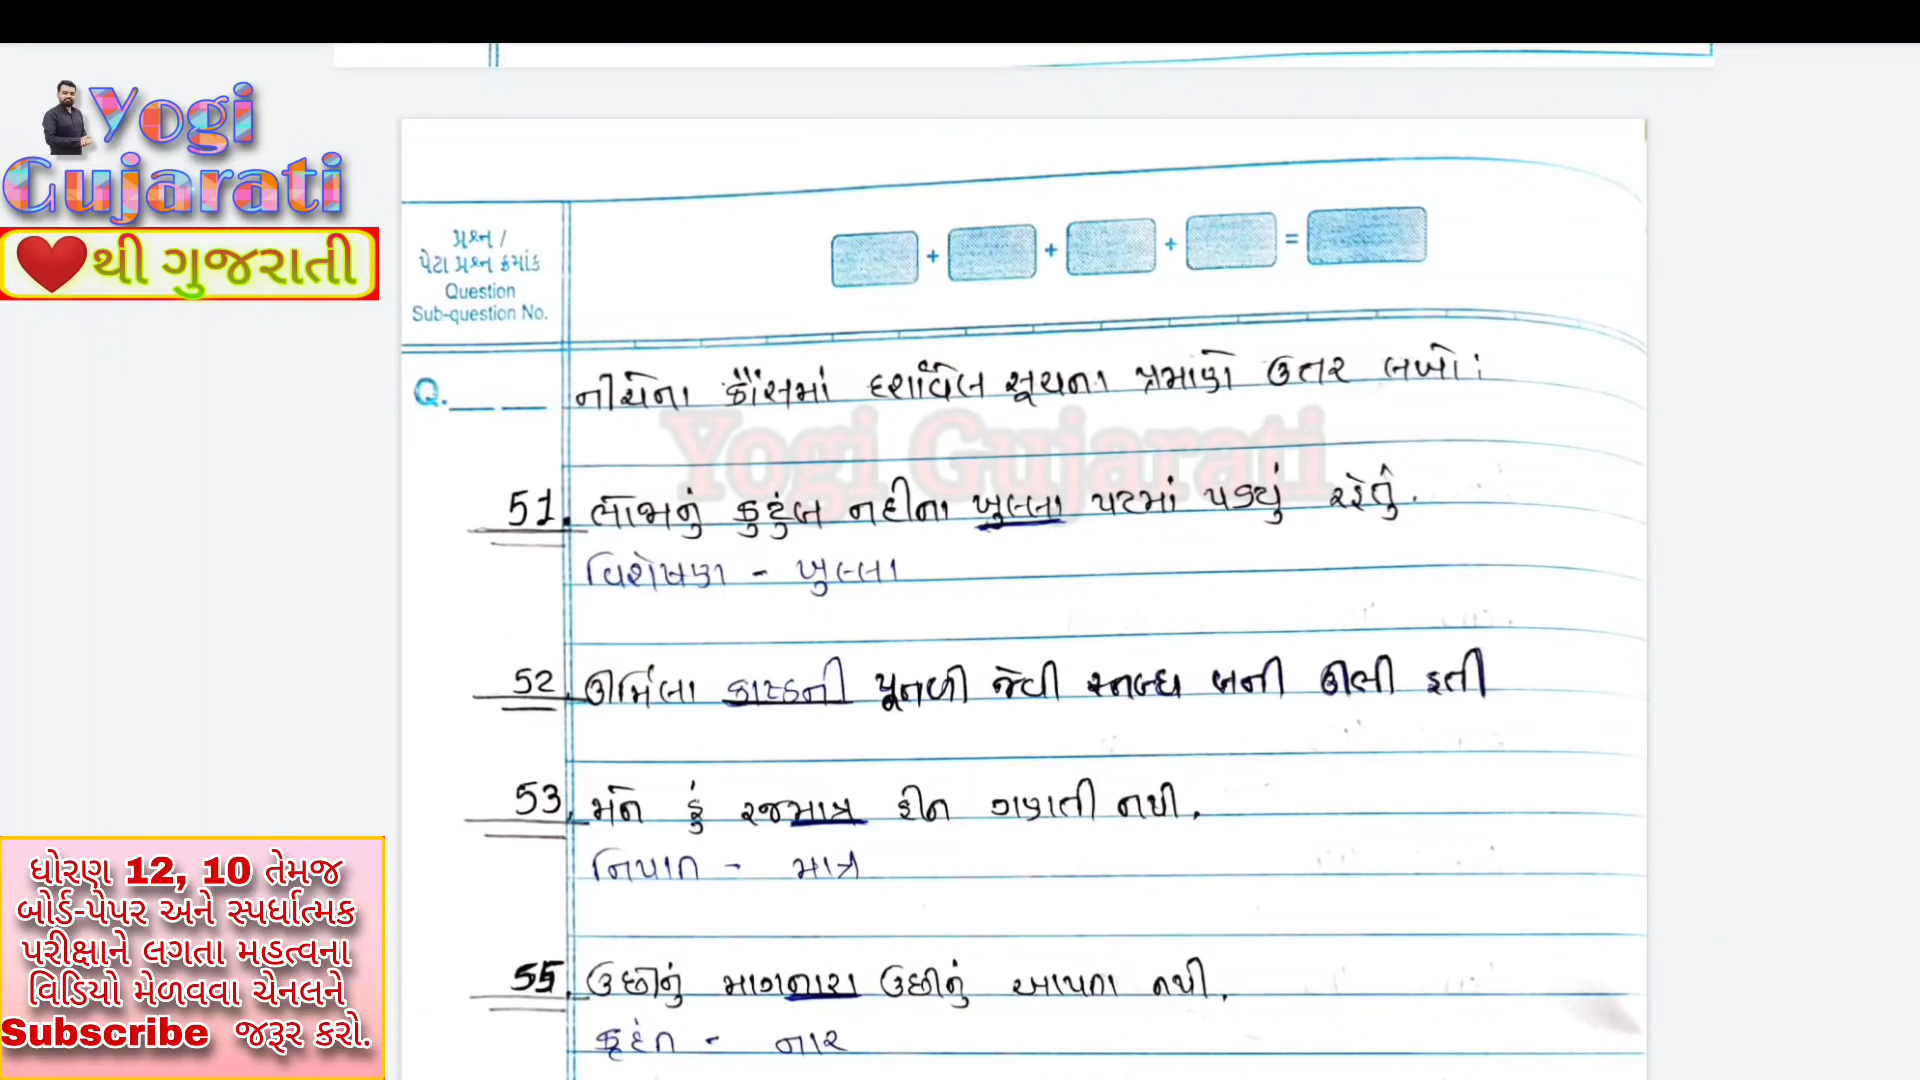 Yogi
Gujarati
થી ગુજરાતી
પ્રશ્ન /
પેટા પ્રશ્ન ક્રમાંક
Question
Sub-question No.
+ + + =
Q. નીચેના કૌંસમાં દર્શાવેલ સૂચના પ્રમાણે ઉત્તર લખો :
Yogi Gujarati
51. લાભુનું કુટુંબ નદીના ખુલ્લા પટમાં પડ્યું રહેતું.
વિશેષણ - ખુલ્લા
52. ઊર્મિલા કાષ્ઠની પૂતળી જેવી સ્તબ્ધ બની ઊભી હતી
53. મને હું રજમાત્ર હીન ગણતી નથી.
નિપાત - માત્ર
55. ઉછીનું માગનારા ઉછીનું આપતા નથી.
કૃદંત - નાર
ધોરણ 12, 10 તેમજ
બોર્ડ-પેપર અને સ્પર્ધાત્મક
પરીક્ષાને લગતા મહત્વના
વિડિયો મેળવવા ચેનલને
Subscribe જરૂર કરો.